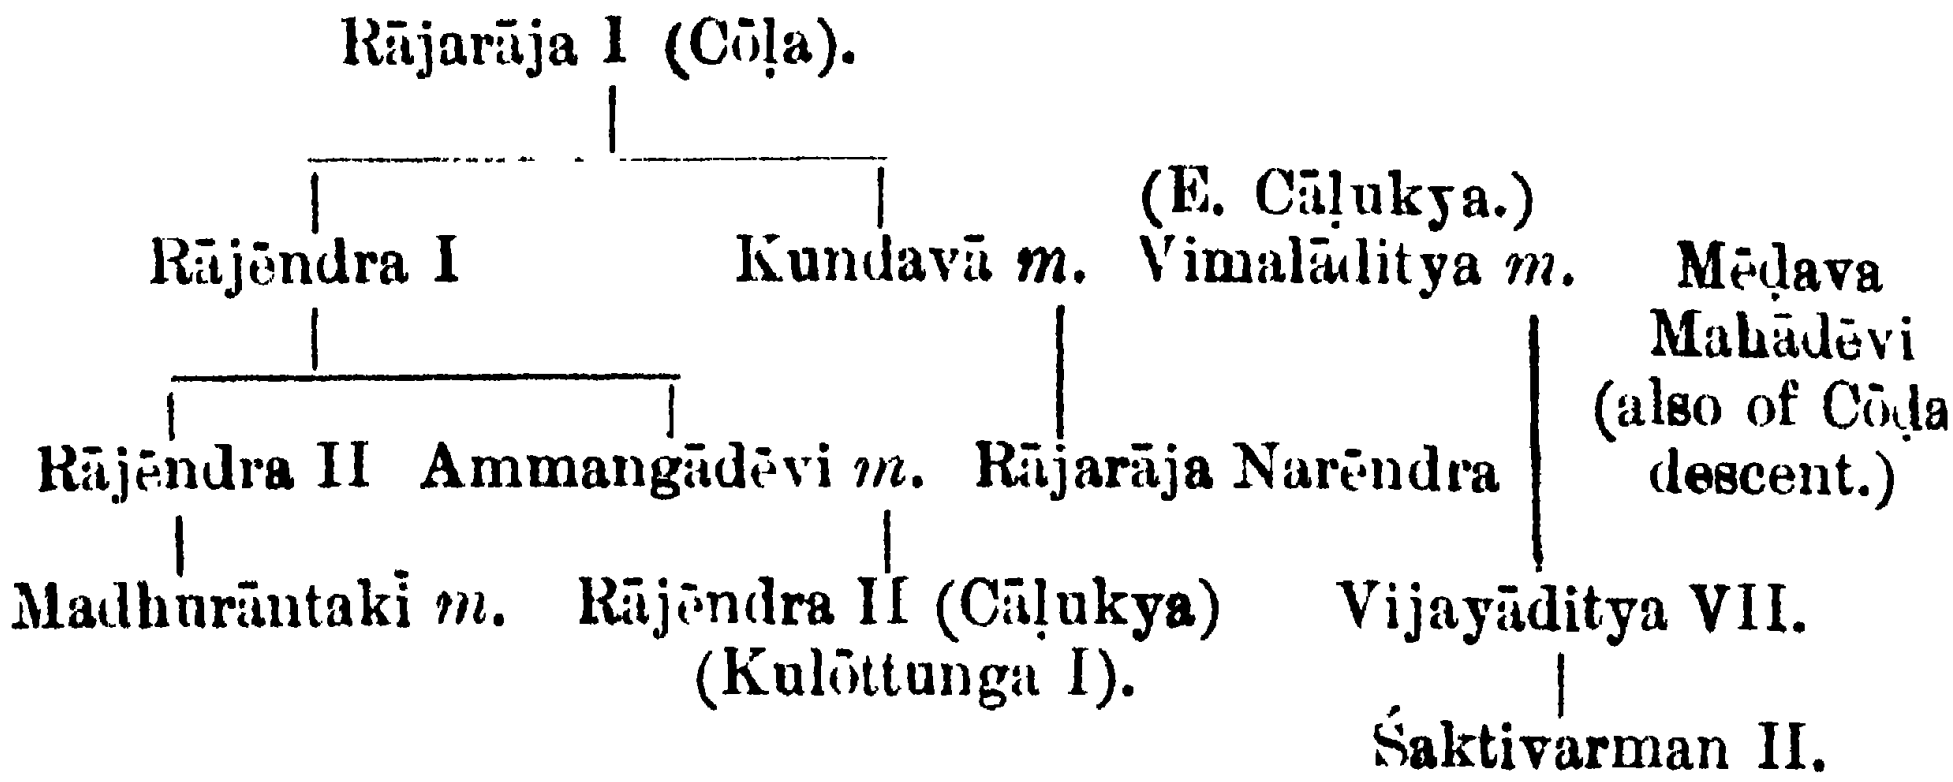 Rājarāja I (Cōḷa).
(E. Cāḷukya.)
Rājēndra I Kundavā m. Vimalāditya m. Mēḍava
Mahādēvi
(also of Cōḍa
Rājēndra II Ammangādēvi m. Rājarāja Narēndra descent.)
Madhurāntakī m. Rājēndra II (Cāḷukya) Vijayāditya VII.
(Kulōttunga I).
Śaktivarman II.